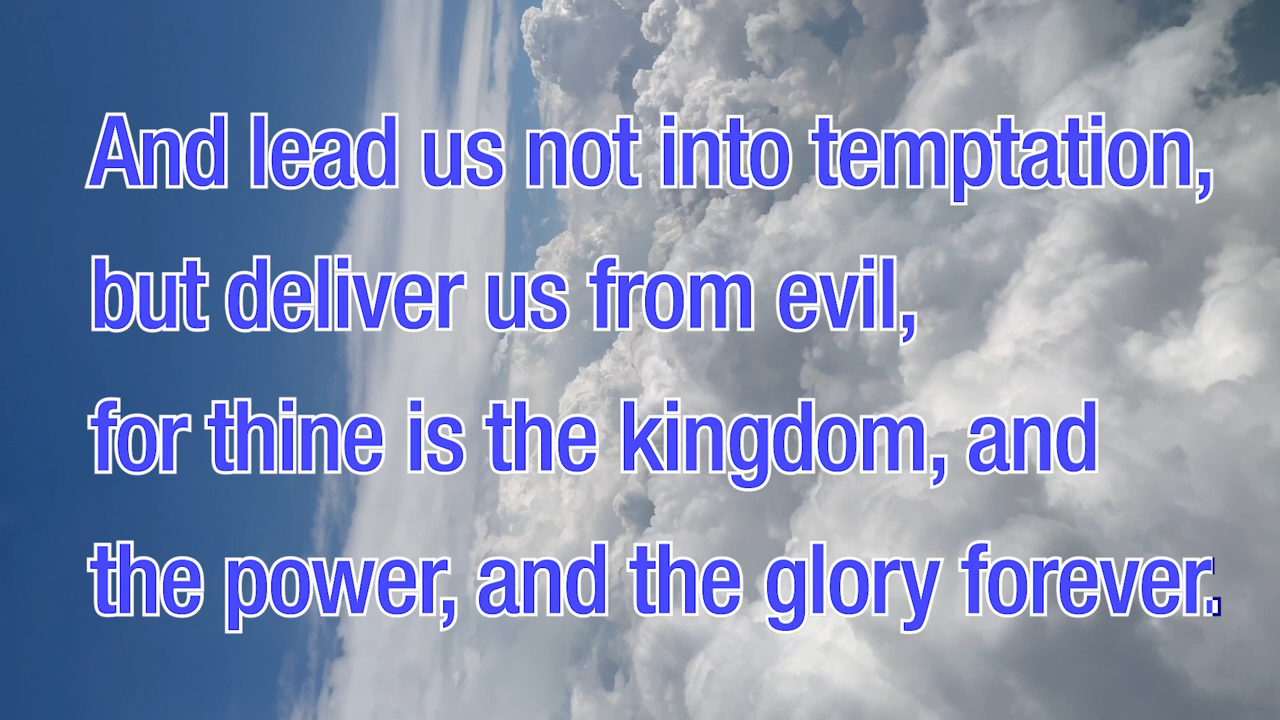 And lead us not into temptation,
but deliver us from evil,
for thine is the kingdom, and
the power, and the glory forever.